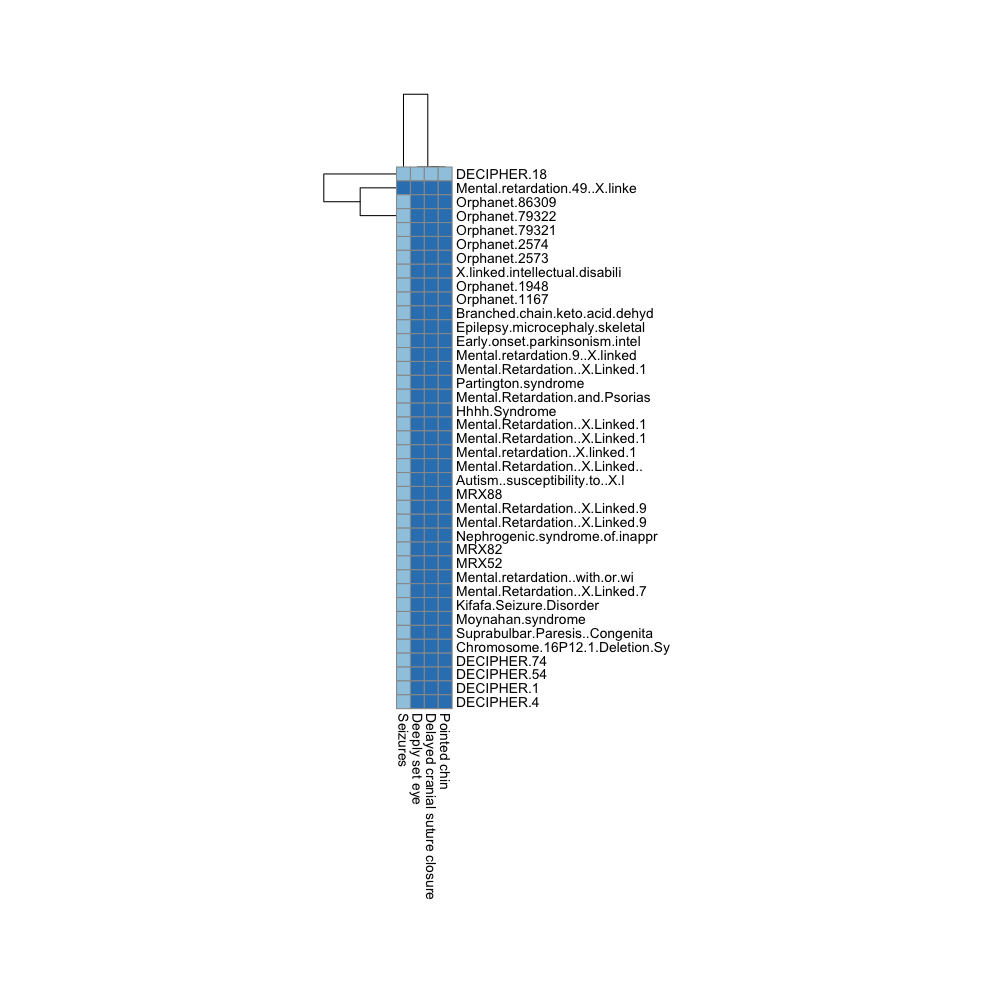 DECIPHER.18
Mental.retardation.49..X.linke
Orphanet.86309
Orphanet.79322
Orphanet.79321
Orphanet.2574
Orphanet.2573
X.linked.intellectual.disabili
Orphanet.1948
Orphanet.1167
Branched.chain.keto.acid.dehyd
Epilepsy.microcephaly.skeletal
Early.onset.parkinsonism.intel
Mental.retardation.9..X.linked
Mental.Retardation..X.Linked.1
Partington.syndrome
Mental.Retardation.and.Psorias
Hhhh.Syndrome
Mental.Retardation..X.Linked.1
Mental.Retardation..X.Linked.1
Mental.retardation..X.linked.1
Mental.Retardation..X.Linked..
Autism..susceptibility.to..X.l
MRX88
Mental.Retardation..X.Linked.9
Mental.Retardation..X.Linked.9
Nephrogenic.syndrome.of.inappr
MRX82
MRX52
Mental.retardation..with.or.wi
Mental.Retardation..X.Linked.7
Kifafa.Seizure.Disorder
Moynahan.syndrome
Suprabulbar.Paresis..Congenita
Chromosome.16P12.1.Deletion.Sy
DECIPHER.74
DECIPHER.54
DECIPHER.1
DECIPHER.4
Seizures
Deeply set eye
Delayed cranial suture closure
Pointed chin